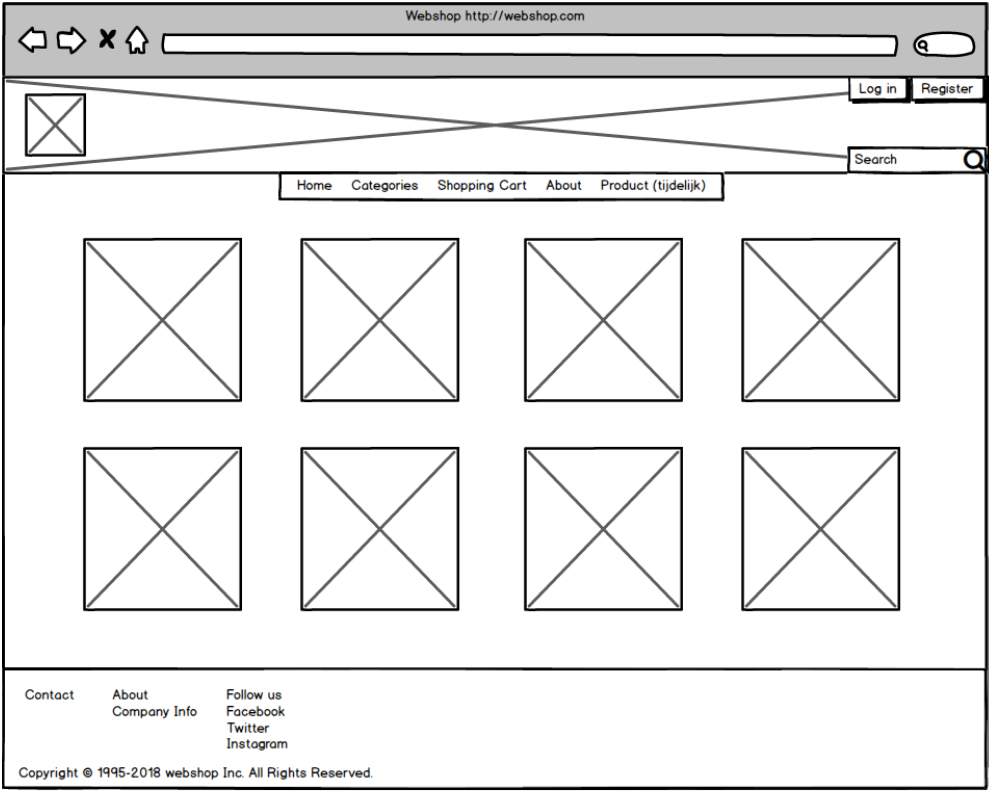 Webshop http://webshop.com
Log in Register
Search
Home Categories Shopping Cart About Product (tijdelijk)
Contact About Follow us
Company Info Facebook
Twitter
Instagram
Copyright © 1995-2018 webshop Inc. All Rights Reserved.